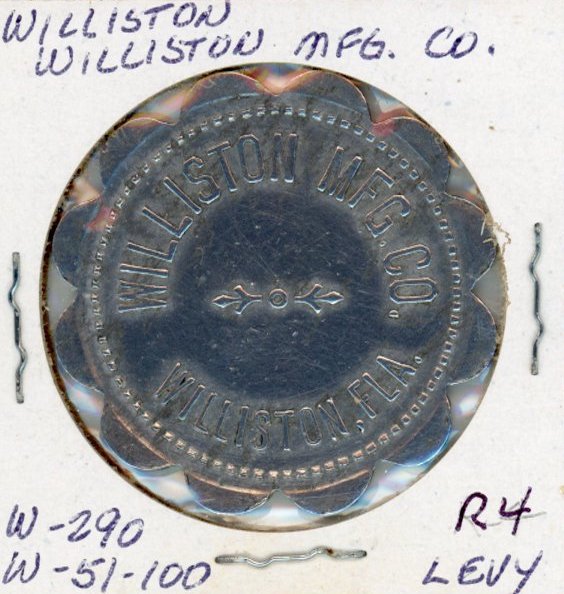 WILLISTON
WILLISTON MFG. CO.
WILLISTON MFG. CO.
WILLISTON, FLA.
W-290
W-51-100
R4
LEVY